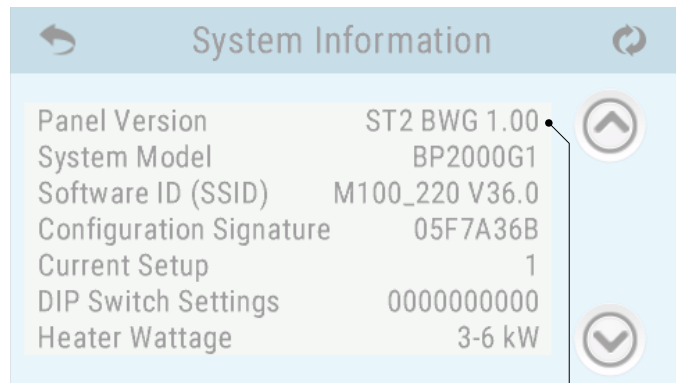 System Information
Panel Version ST2 BWG 1.00
System Model BP2000G1
Software ID (SSID) M100_220 V36.0
Configuration Signature 05F7A36B
Current Setup 1
DIP Switch Settings 0000000000
Heater Wattage 3-6 kW